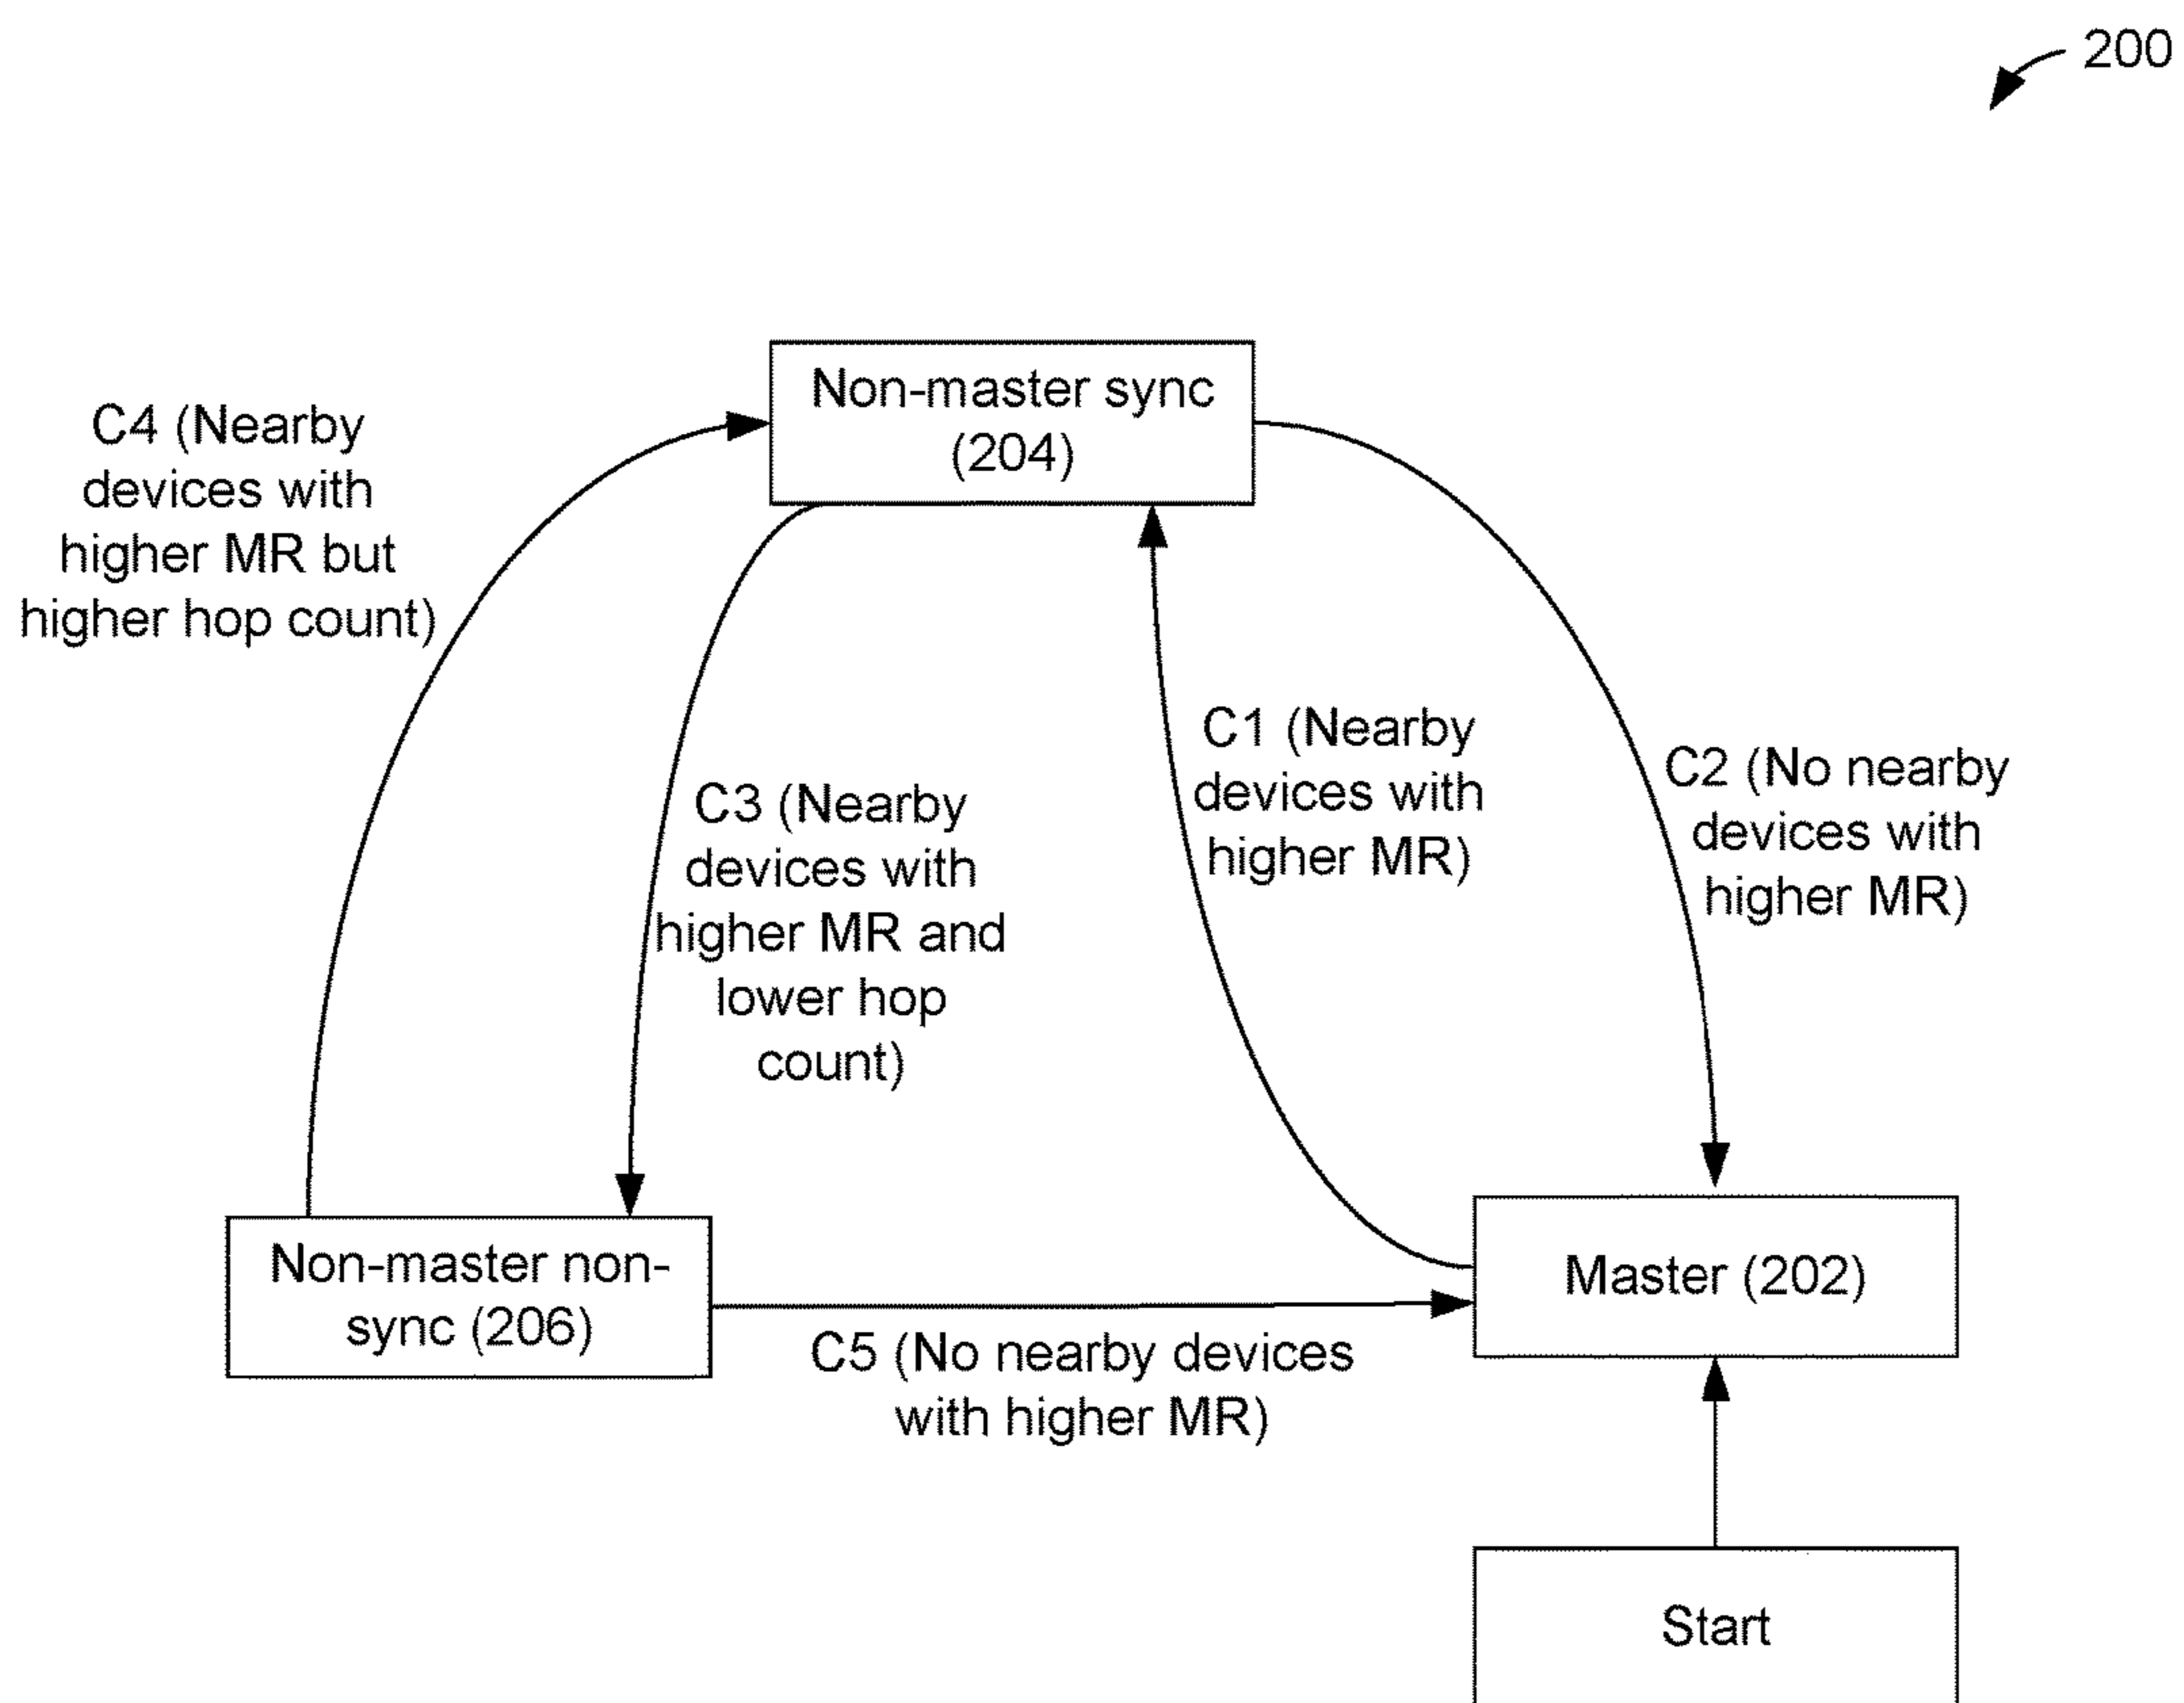 200
Non-master sync
(204)
C4 (Nearby
devices with
higher MR but
higher hop count)
C1 (Nearby
devices with
higher MR)
C2 (No nearby
devices with
higher MR)
C3 (Nearby
devices with
higher MR and
lower hop
count)
Non-master non-
sync (206)
Master (202)
C5 (No nearby devices
with higher MR)
Start